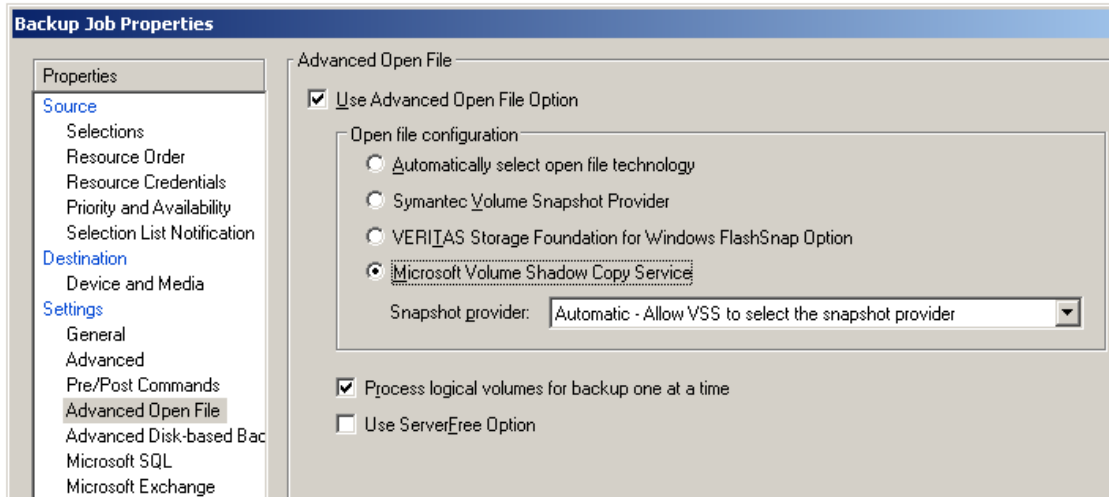 Backup Job Properties
Properties
Source
Selections
Resource Order
Resource Credentials
Priority and Availability
Selection List Notification
Destination
Device and Media
Settings
General
Advanced
Pre/Post Commands
Advanced Open File
Advanced Disk-based Bac
Microsoft SQL
Microsoft Exchange
Advanced Open File
Use Advanced Open File Option
Open file configuration
Automatically select open file technology
Symantec Volume Snapshot Provider
VERITAS Storage Foundation for Windows FlashSnap Option
Microsoft Volume Shadow Copy Service
Snapshot provider: Automatic - Allow VSS to select the snapshot provider
Process logical volumes for backup one at a time
Use ServerFree Option